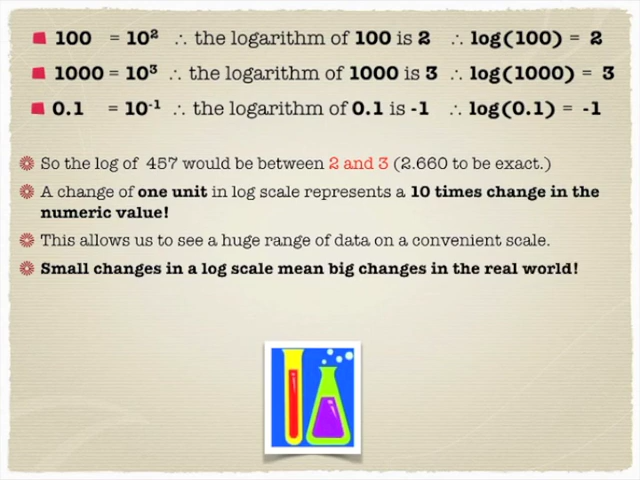 100 = 10² ∴ the logarithm of 100 is 2 ∴ log(100) = 2
1000 = 10³ ∴ the logarithm of 1000 is 3 ∴ log(1000) = 3
0.1 = 10⁻¹ ∴ the logarithm of 0.1 is -1 ∴ log(0.1) = -1
So the log of 457 would be between 2 and 3 (2.660 to be exact.)
A change of one unit in log scale represents a 10 times change in the
numeric value!
This allows us to see a huge range of data on a convenient scale.
Small changes in a log scale mean big changes in the real world!